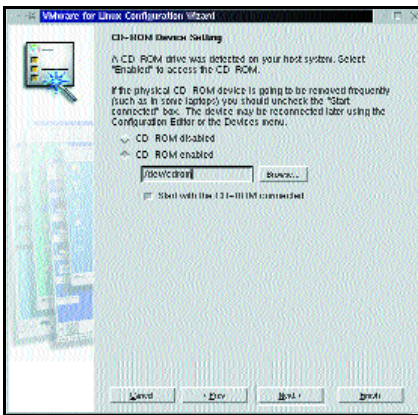 VMware for Linux Configuration Wizard
CD-ROM Device Setting
A CD-ROM drive was detected on your host system. Select
"Enabled" to access the CD-ROM.
If the physical CD-ROM device is going to be removed frequently
(such as in some laptops) you should uncheck the "Start
connected" box. The device may be reconnected later using the
Configuration Editor or the Devices menu.
CD-ROM disabled
CD-ROM enabled
/dev/cdrom
Browse...
Start with the CD-ROM connected
Cancel
< Prev
Next >
Finish